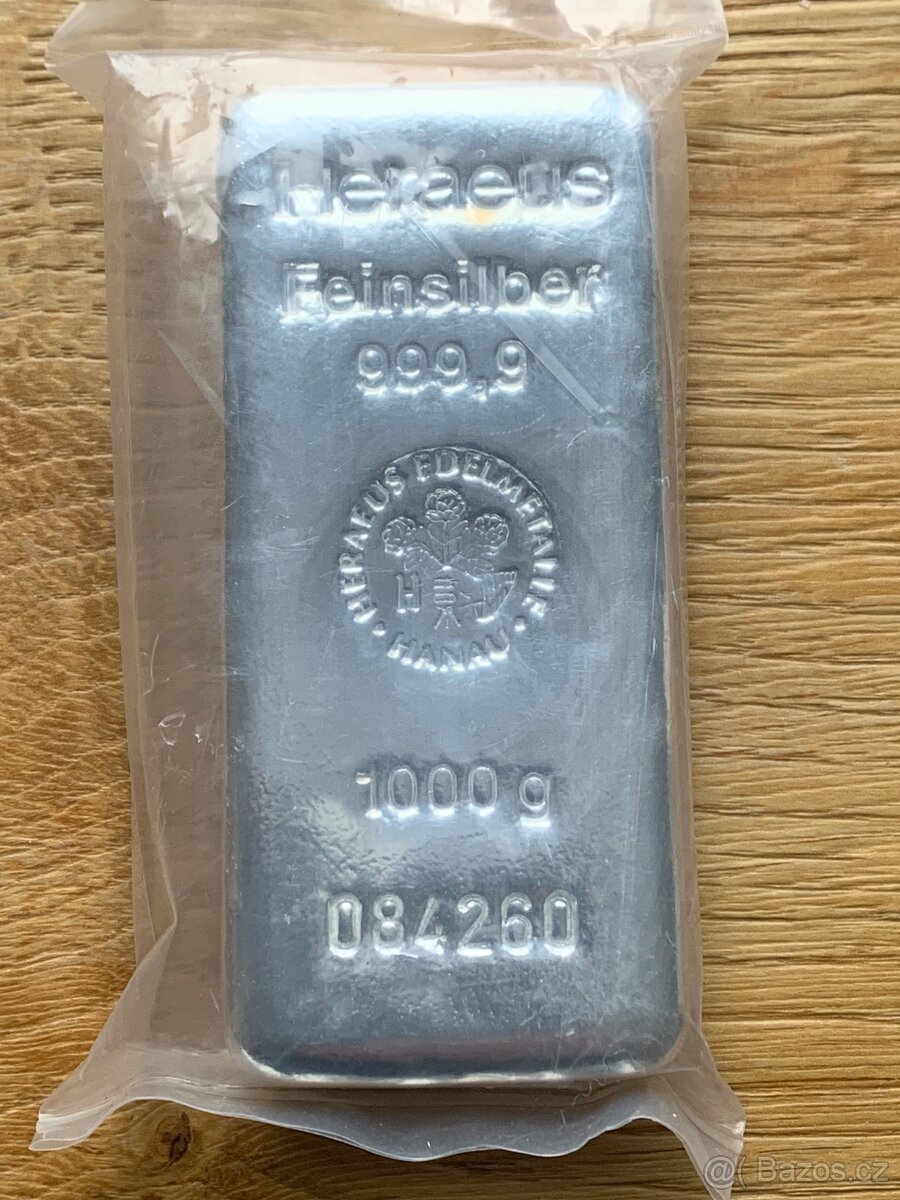 Heraeus
Feinsilber
999,9
HERAEUS EDELMETALLE
H
· HANAU ·
1000 g
084260
@( Bazos.cz